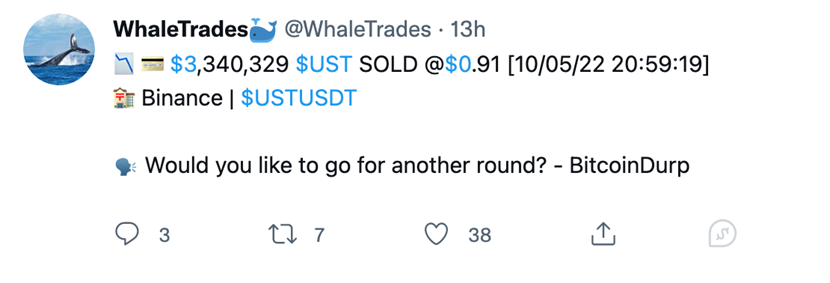 WhaleTrades🐳 @WhaleTrades · 13h
📉 💳 $3,340,329 $UST SOLD @$0.91 [10/05/22 20:59:19]
🏩 Binance | $USTUSDT
🗣 Would you like to go for another round? - BitcoinDurp
3 7 38